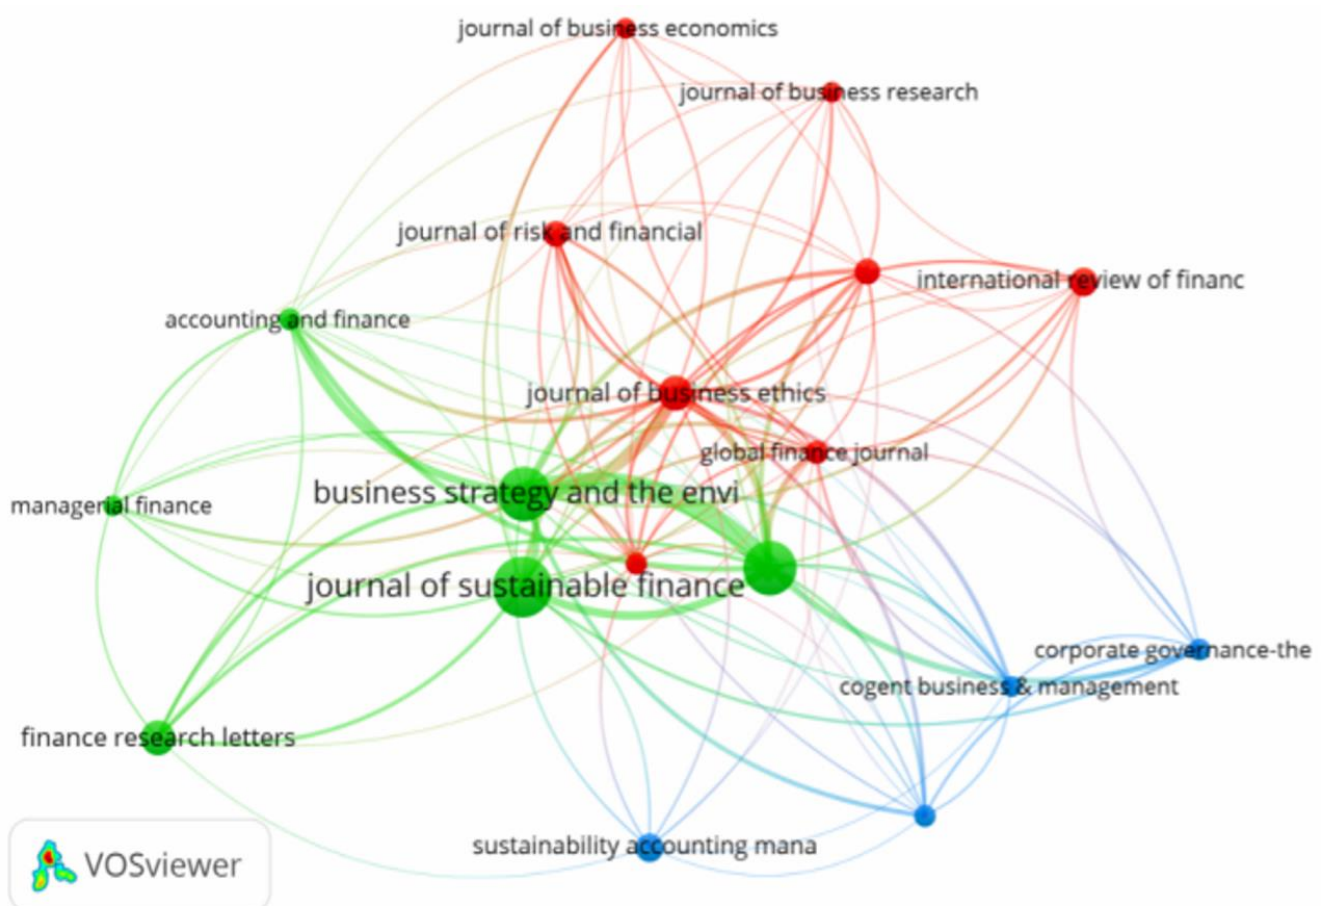 journal of business economics
journal of business research
journal of risk and financial
international review of financ
accounting and finance
journal of business ethics
global finance journal
business strategy and the envi
managerial finance
journal of sustainable finance
corporate governance-the
cogent business & management
finance research letters
sustainability accounting mana
VOSviewer